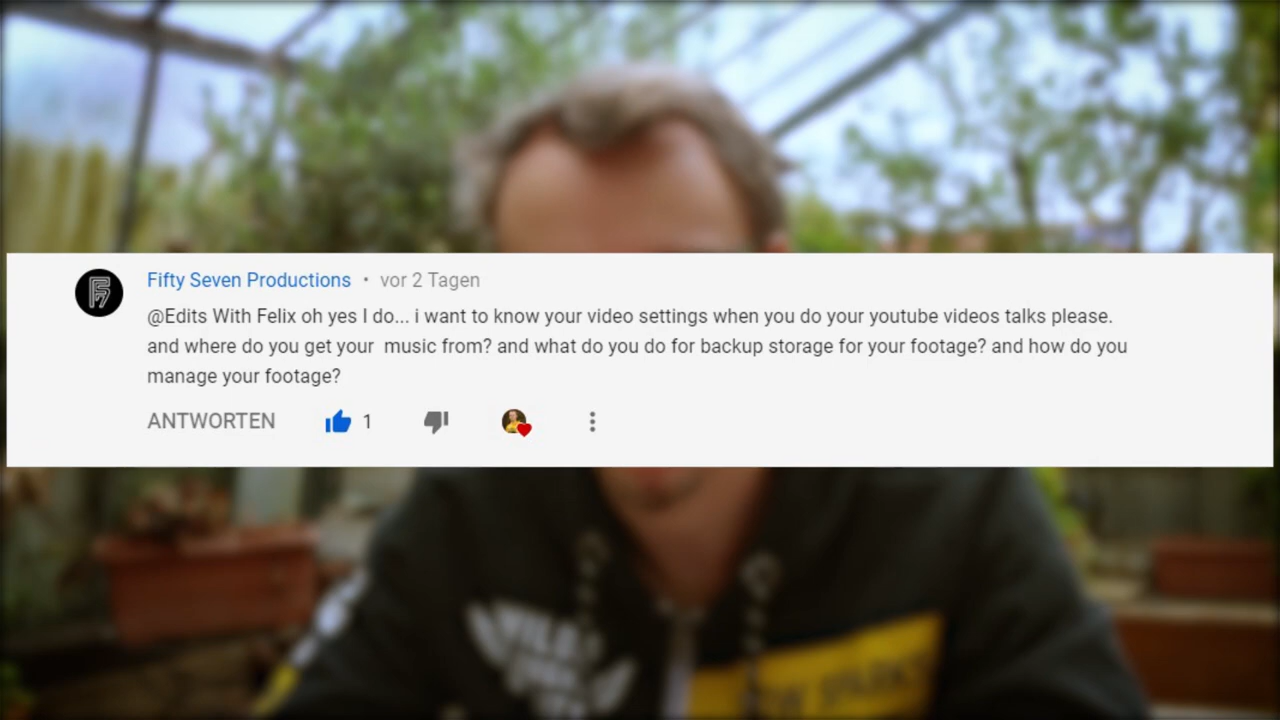 Fifty Seven Productions • vor 2 Tagen
@Edits With Felix oh yes I do... i want to know your video settings when you do your youtube videos talks please.
and where do you get your  music from? and what do you do for backup storage for your footage? and how do you
manage your footage?
ANTWORTEN 1